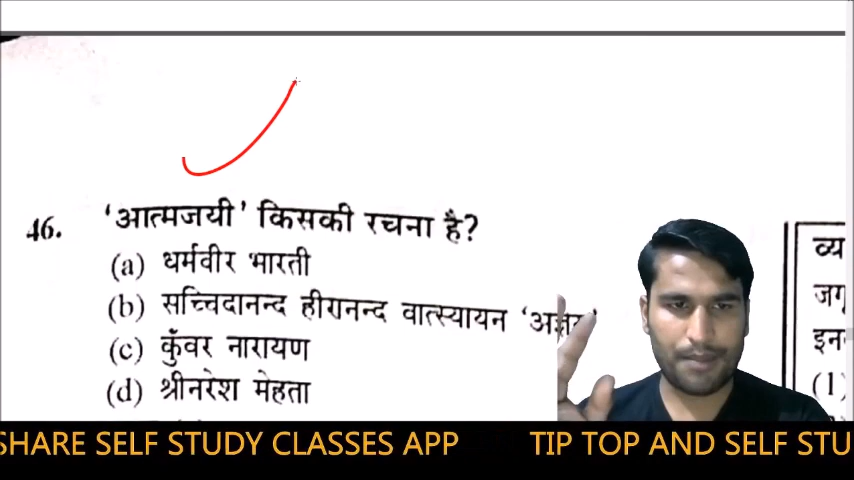 46. 'आत्मजयी' किसकी रचना है?
(a) धर्मवीर भारती
(b) सच्चिदानन्द हीरानन्द वात्स्यायन
(c) कुँवर नारायण
(d) श्रीनरेश मेहता
(1)
SHARE SELF STUDY CLASSES APP TIP TOP AND SELF STU